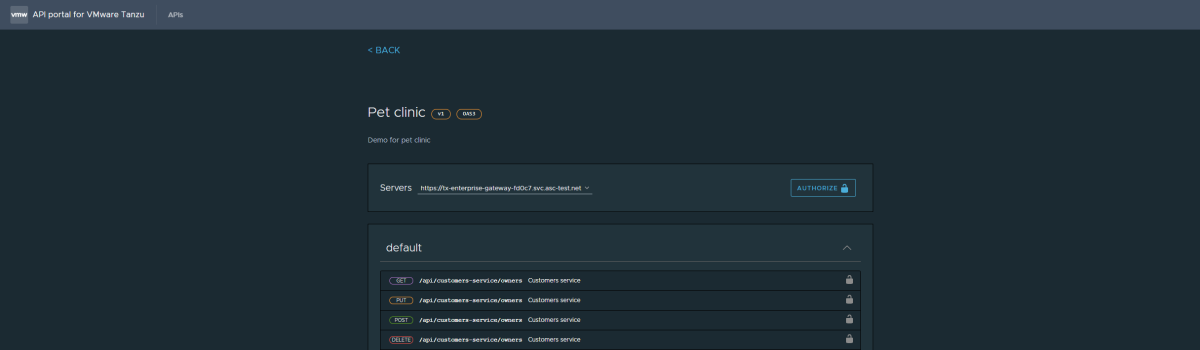 vmw API portal for VMware Tanzu APIs
< BACK
Pet clinic V1 OAS3
Demo for pet clinic
Servers https://tx-enterprise-gateway-fd0c7.svc.asc-test.net AUTHORIZE
default
GET /api/customers-service/owners Customers service
PUT /api/customers-service/owners Customers service
POST /api/customers-service/owners Customers service
DELETE /api/customers-service/owners Customers service